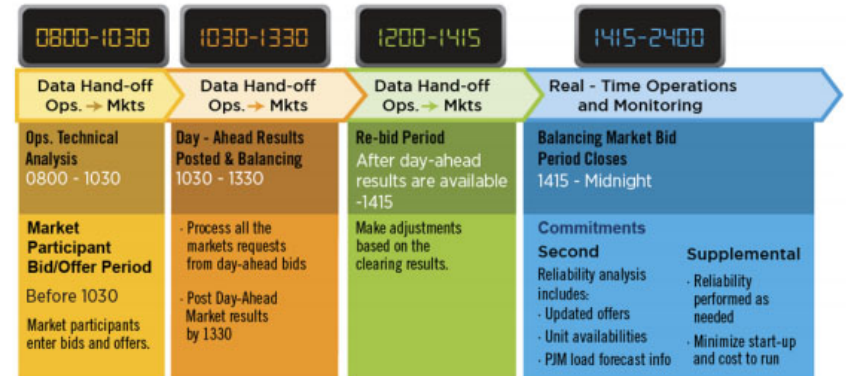 0800-1030
1030-1330
1200-1415
1415-2400
Data Hand-off
Ops. → Mkts
Data Hand-off
Ops. → Mkts
Data Hand-off
Ops. → Mkts
Real - Time Operations
and Monitoring
Ops. Technical
Analysis
0800 - 1030
Market
Participant
Bid/Offer Period
Before 1030
Market participants
enter bids and offers.
Day - Ahead Results
Posted & Balancing
1030 - 1330
· Process all the
markets requests
from day-ahead bids
· Post Day-Ahead
Market results
by 1330
Re-bid Period
After day-ahead
results are available
-1415
Make adjustments
based on the
clearing results.
Balancing Market Bid
Period Closes
1415 - Midnight
Commitments
Second
Reliability analysis
includes:
· Updated offers
· Unit availabilities
· PJM load forecast info
Supplemental
· Reliability
performed as
needed
· Minimize start-up
and cost to run